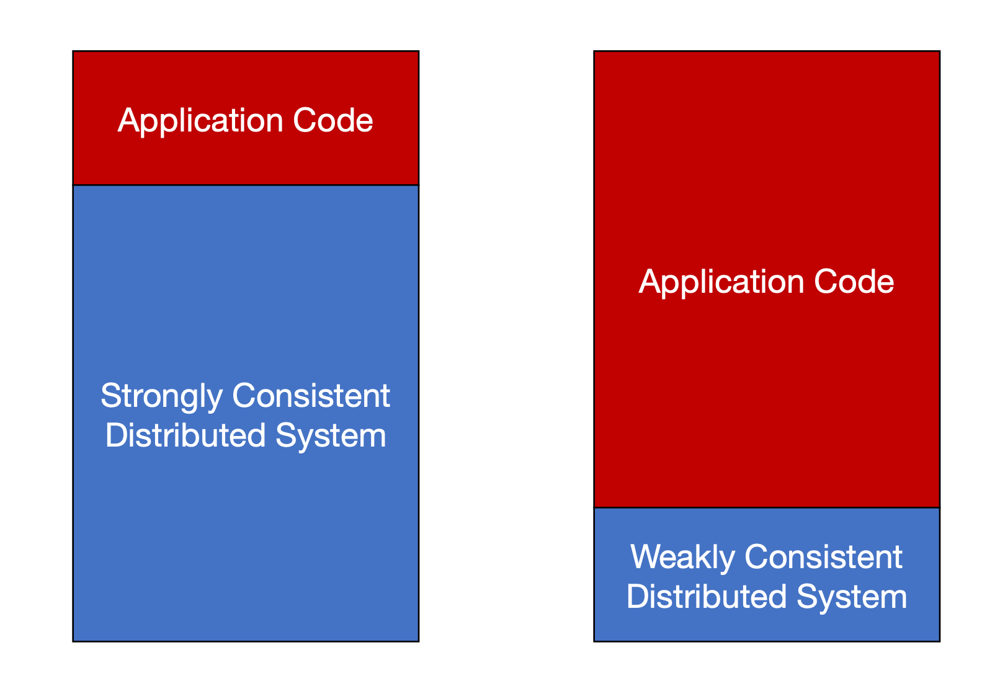 Application Code
Strongly Consistent
Distributed System
Application Code
Weakly Consistent
Distributed System